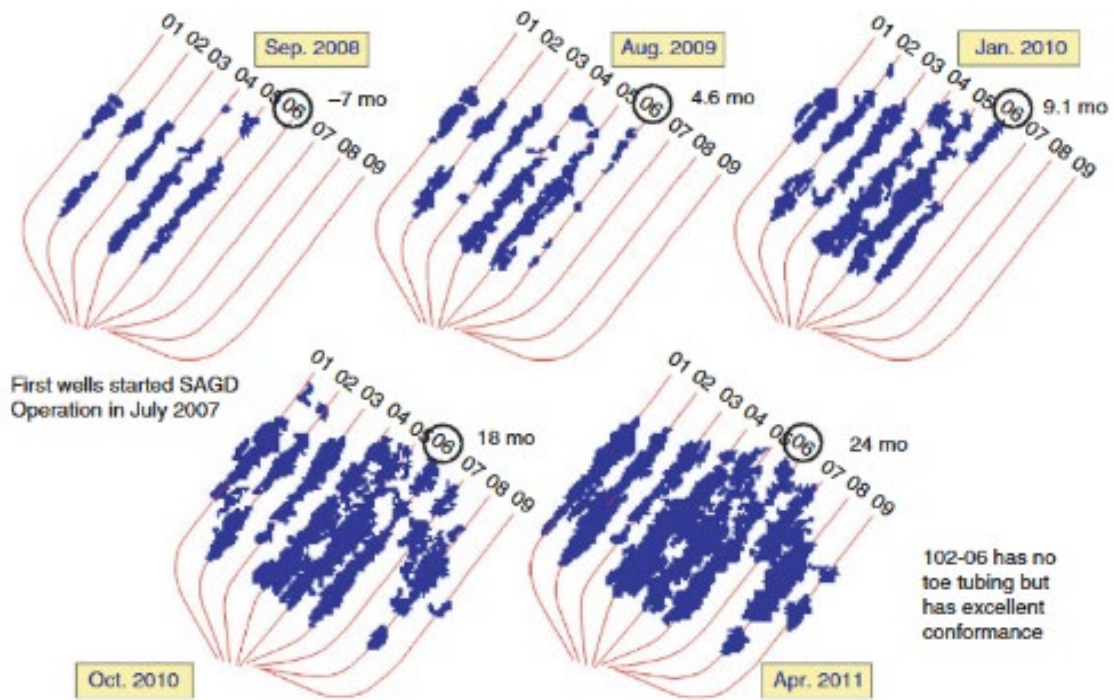 01 02 03 04 05 06 07 08 09
Sep. 2008
–7 mo
01 02 03 04 05 06 07 08 09
Aug. 2009
4.6 mo
01 02 03 04 05 06 07 08 09
Jan. 2010
9.1 mo
First wells started SAGD
Operation in July 2007
01 02 03 04 05 06 07 08 09
18 mo
Oct. 2010
01 02 03 04 05 06 07 08 09
24 mo
Apr. 2011
102-06 has no
toe tubing but
has excellent
conformance